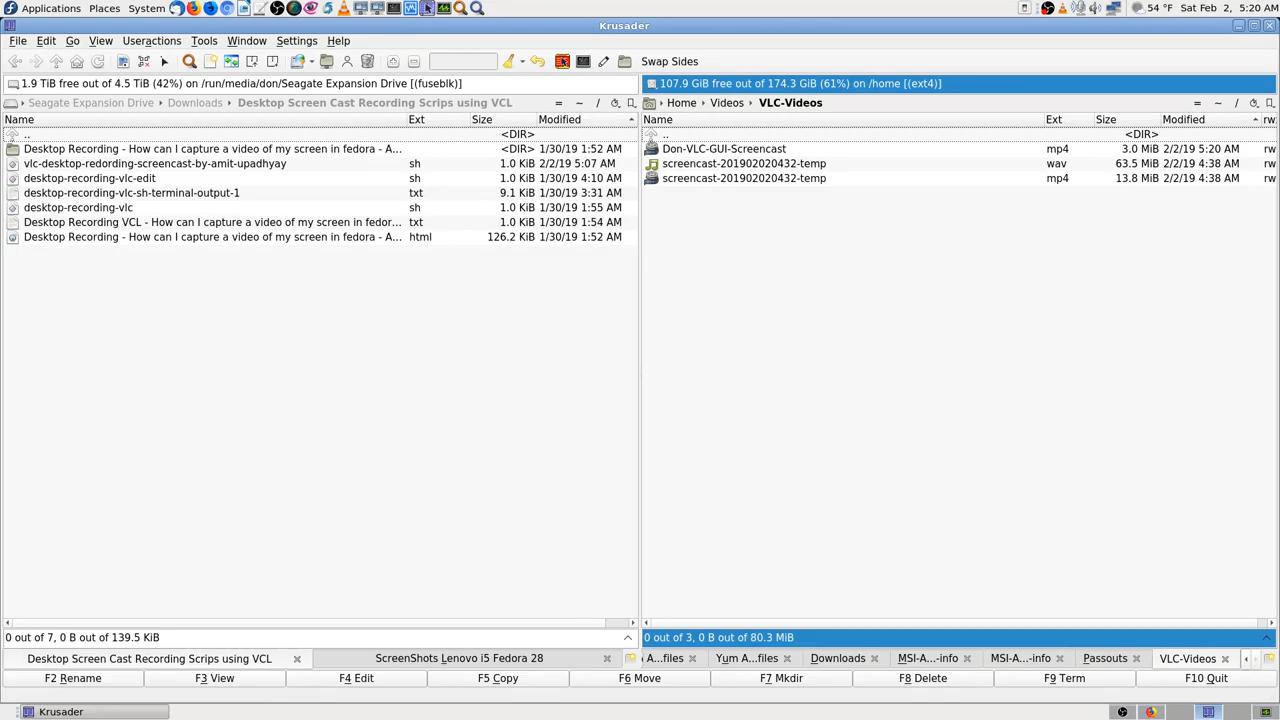 Applications Places System 54 °F Sat Feb 2, 5:20 AM
Krusader
File Edit Go View Useractions Tools Window Settings Help
Swap Sides
1.9 TiB free out of 4.5 TiB (42%) on /run/media/don/Seagate Expansion Drive [(fuseblk)]
107.9 GiB free out of 174.3 GiB (61%) on /home [(ext4)]
Seagate Expansion Drive > Downloads > Desktop Screen Cast Recording Scrips using VCL = ~ /
Home > Videos > VLC-Videos = ~ /
Name Ext Size Modified
Name Ext Size Modified rw
.. <DIR>
.. <DIR>
Desktop Recording - How can I capture a video of my screen in fedora - A... <DIR> 1/30/19 1:52 AM
Don-VLC-GUI-Screencast mp4 3.0 MiB 2/2/19 5:20 AM rw
vlc-desktop-redording-screencast-by-amit-upadhyay sh 1.0 KiB 2/2/19 5:07 AM
screencast-201902020432-temp wav 63.5 MiB 2/2/19 4:38 AM rw
desktop-recording-vlc-edit sh 1.0 KiB 1/30/19 4:10 AM
screencast-201902020432-temp mp4 13.8 MiB 2/2/19 4:38 AM rw
desktop-recording-vlc-sh-terminal-output-1 txt 9.1 KiB 1/30/19 3:31 AM
desktop-recording-vlc sh 1.0 KiB 1/30/19 1:55 AM
Desktop Recording VCL - How can I capture a video of my screen in fedor... txt 1.0 KiB 1/30/19 1:54 AM
Desktop Recording - How can I capture a video of my screen in fedora - A... html 126.2 KiB 1/30/19 1:52 AM
0 out of 7, 0 B out of 139.5 KiB
0 out of 3, 0 B out of 80.3 MiB
Desktop Screen Cast Recording Scrips using VCL ScreenShots Lenovo i5 Fedora 28
A...files Yum A...files Downloads MSI-A...-info MSI-A...-info Passouts VLC-Videos
F2 Rename F3 View F4 Edit F5 Copy F6 Move F7 Mkdir F8 Delete F9 Term F10 Quit
Krusader